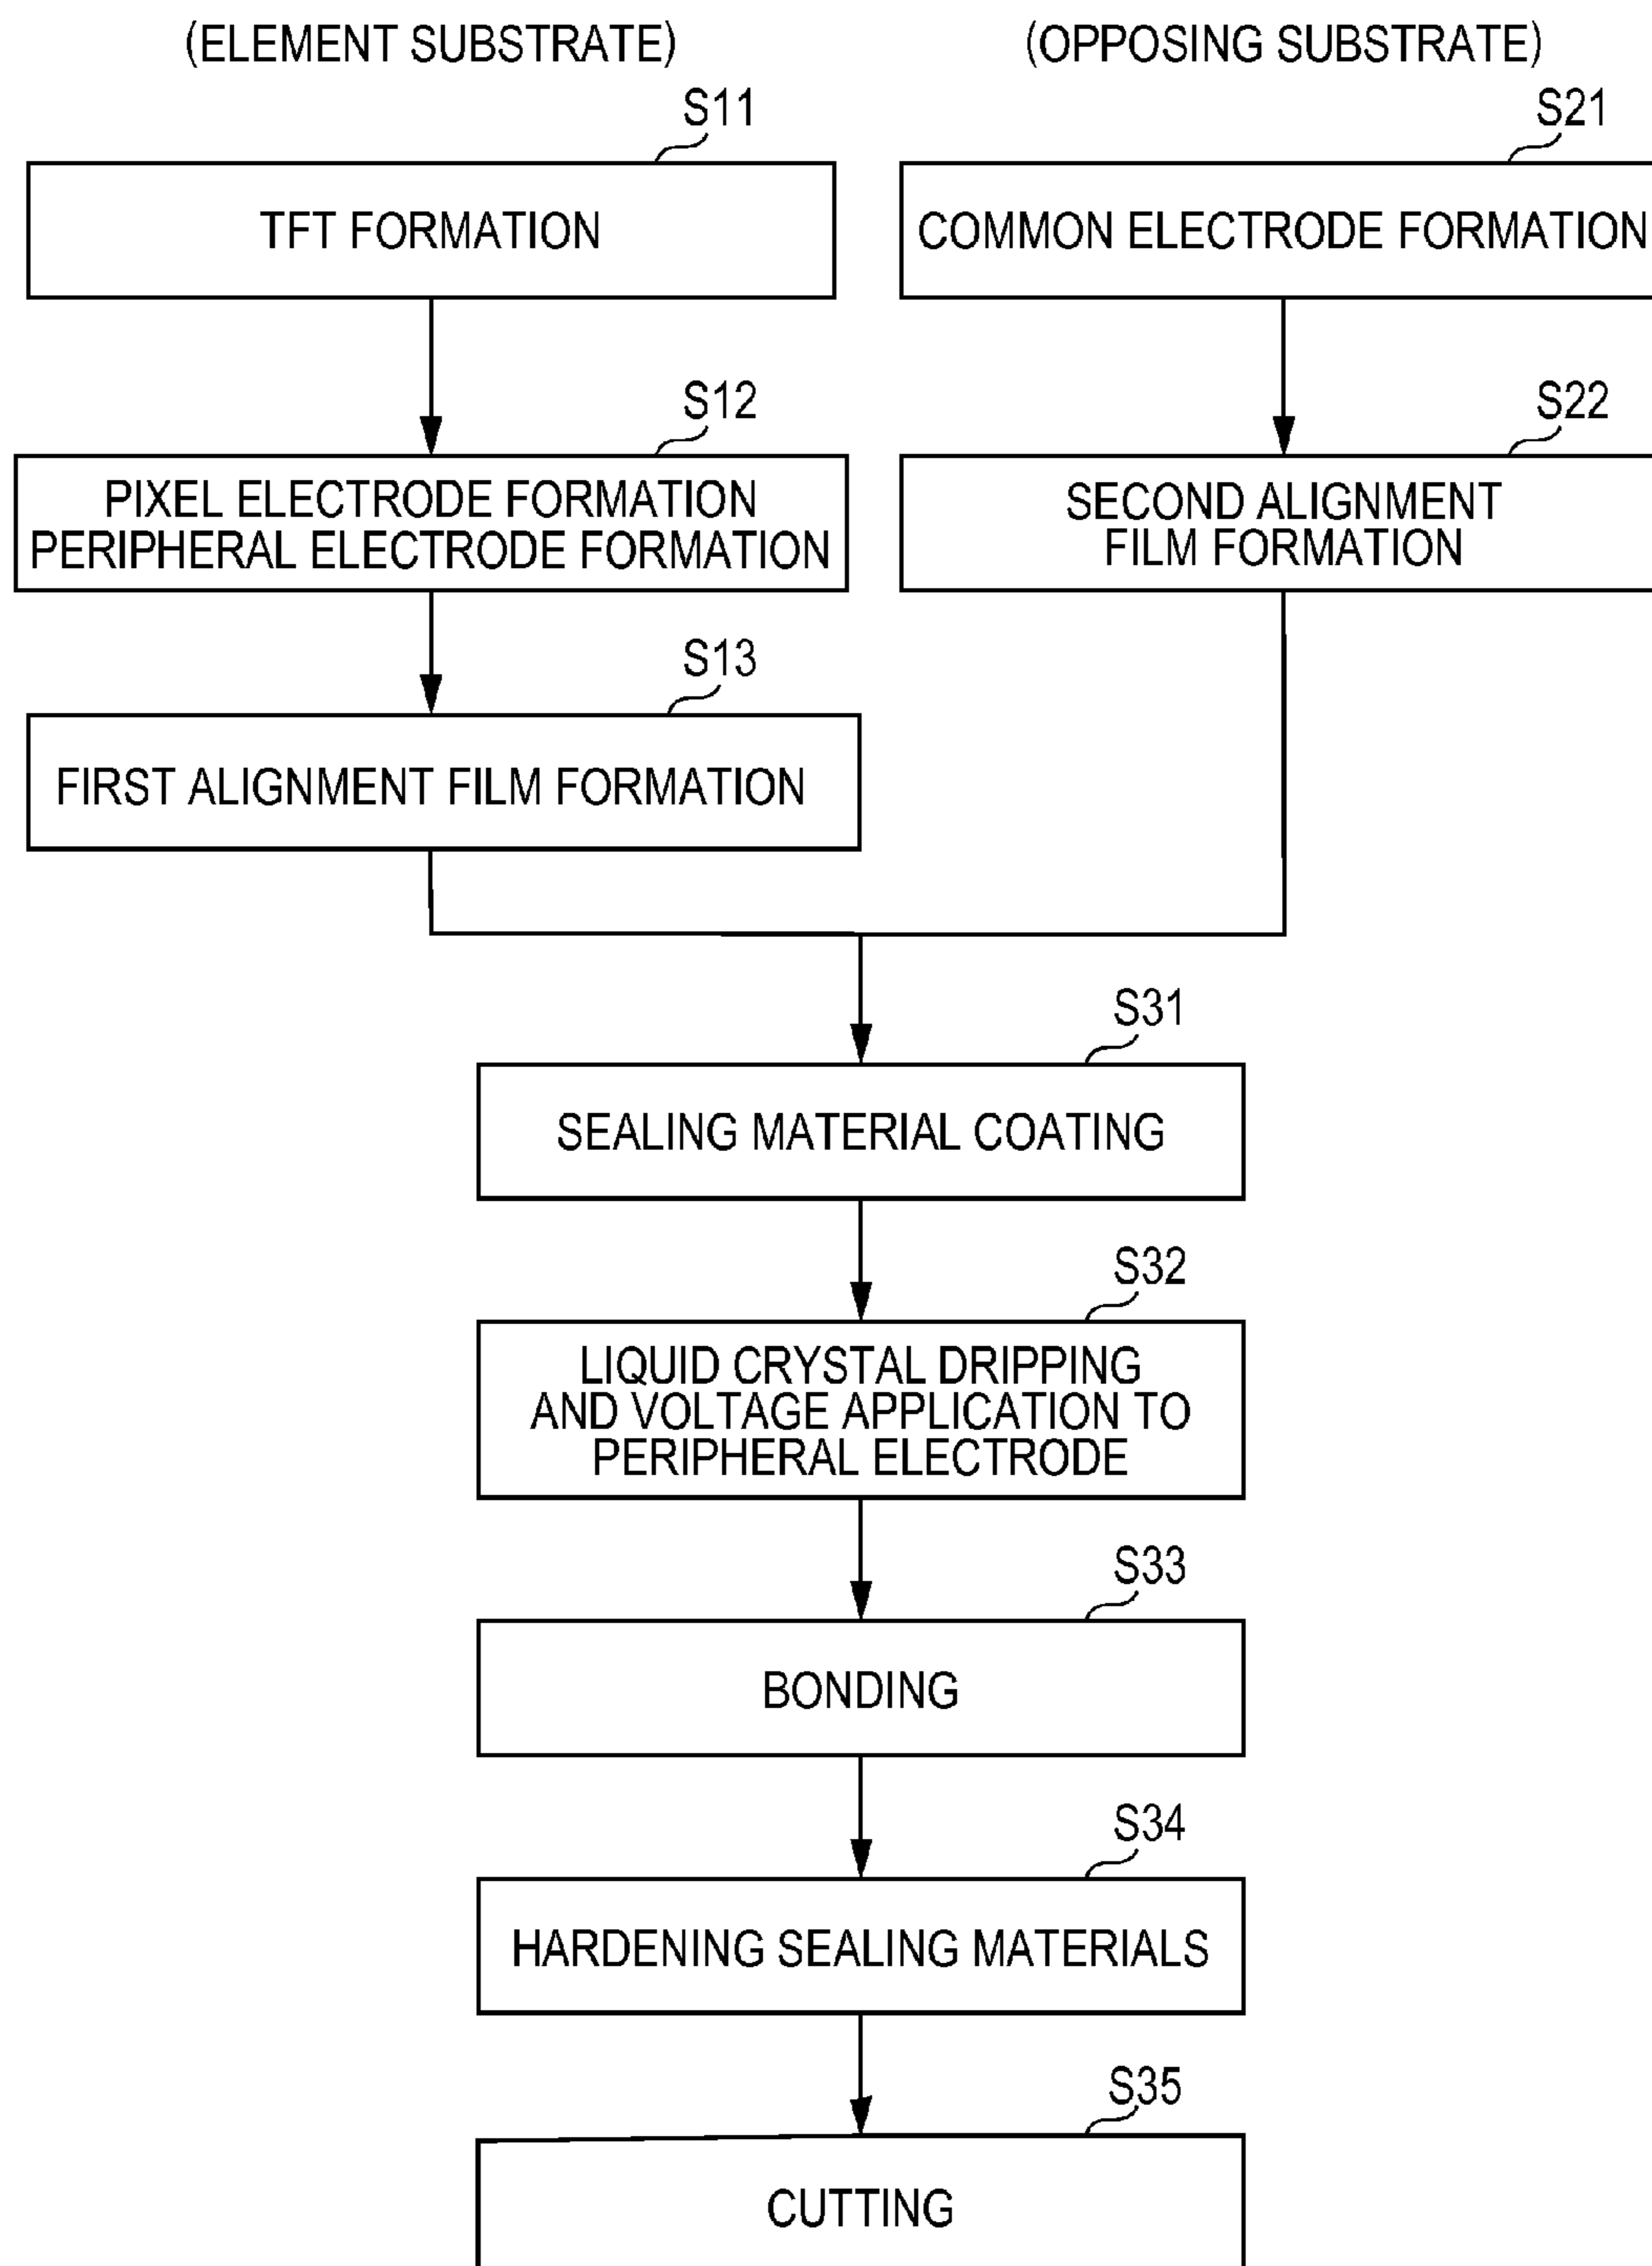 (ELEMENT SUBSTRATE)
S11
TFT FORMATION
S12
PIXEL ELECTRODE FORMATION
PERIPHERAL ELECTRODE FORMATION
S13
FIRST ALIGNMENT FILM FORMATION
(OPPOSING SUBSTRATE)
S21
COMMON ELECTRODE FORMATION
S22
SECOND ALIGNMENT
FILM FORMATION
S31
SEALING MATERIAL COATING
S32
LIQUID CRYSTAL DRIPPING
AND VOLTAGE APPLICATION TO
PERIPHERAL ELECTRODE
S33
BONDING
S34
HARDENING SEALING MATERIALS
S35
CUTTING